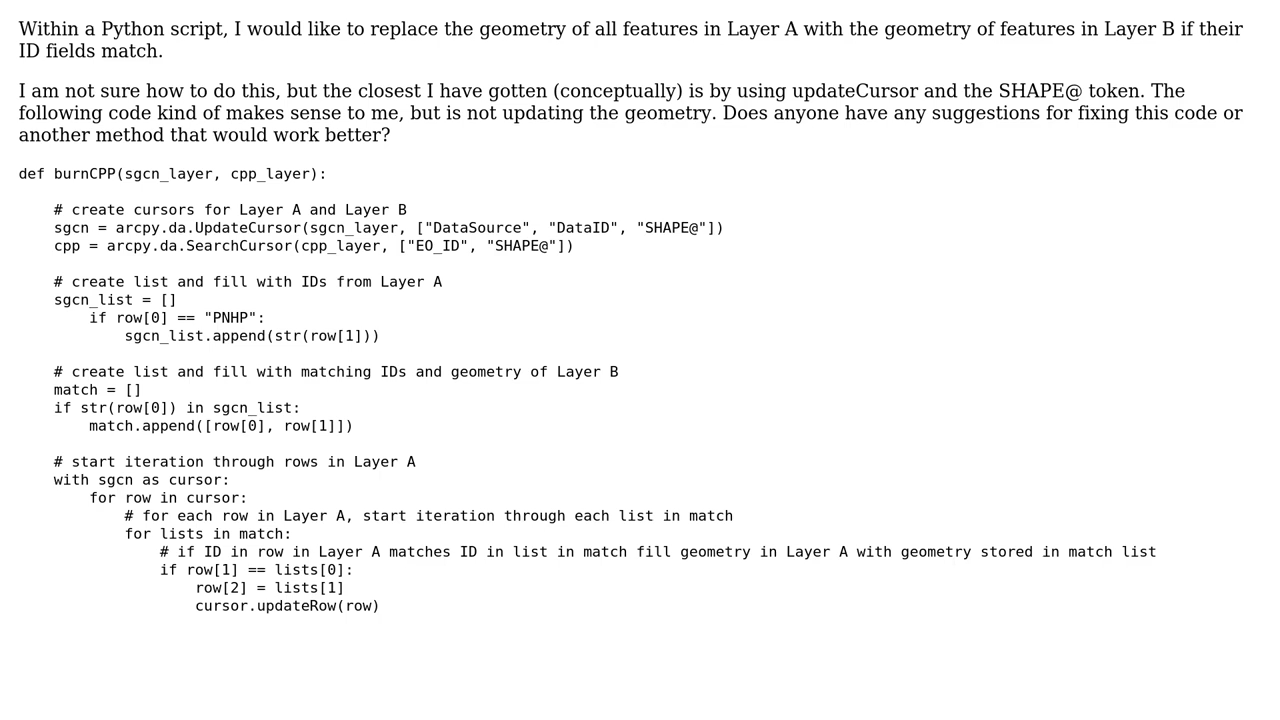 Within a Python script, I would like to replace the geometry of all features in Layer A with the geometry of features in Layer B if their
ID fields match.
I am not sure how to do this, but the closest I have gotten (conceptually) is by using updateCursor and the SHAPE@ token. The
following code kind of makes sense to me, but is not updating the geometry. Does anyone have any suggestions for fixing this code or
another method that would work better?
def burnCPP(sgcn_layer, cpp_layer):
    # create cursors for Layer A and Layer B
    sgcn = arcpy.da.UpdateCursor(sgcn_layer, ["DataSource", "DataID", "SHAPE@"])
    cpp = arcpy.da.SearchCursor(cpp_layer, ["EO_ID", "SHAPE@"])
    # create list and fill with IDs from Layer A
    sgcn_list = []
        if row[0] == "PNHP":
            sgcn_list.append(str(row[1]))
    # create list and fill with matching IDs and geometry of Layer B
    match = []
    if str(row[0]) in sgcn_list:
        match.append([row[0], row[1]])
    # start iteration through rows in Layer A
    with sgcn as cursor:
        for row in cursor:
            # for each row in Layer A, start iteration through each list in match
            for lists in match:
                # if ID in row in Layer A matches ID in list in match fill geometry in Layer A with geometry stored in match list
                if row[1] == lists[0]:
                    row[2] = lists[1]
                    cursor.updateRow(row)